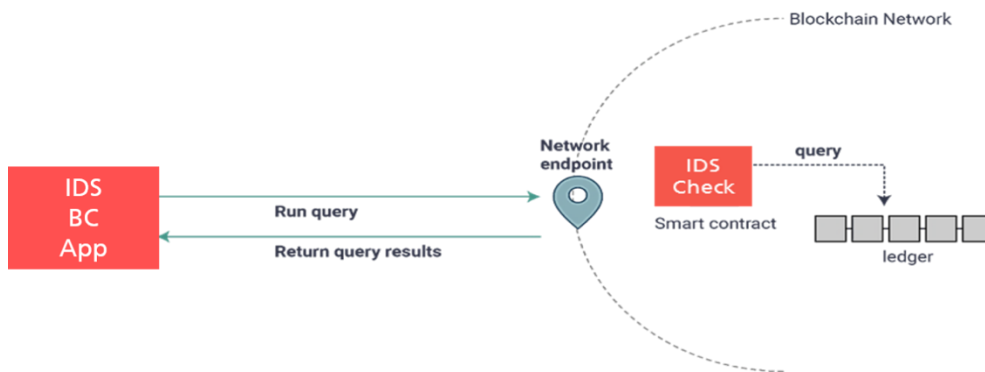 Blockchain Network
Network
endpoint
IDS
Check
query
Smart contract
ledger
IDS
BC
App
Run query
Return query results